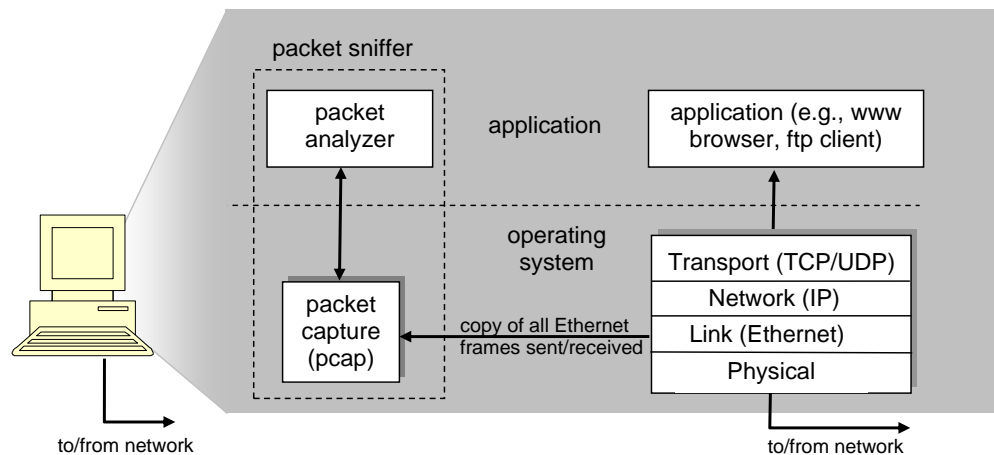 packet sniffer
packet
analyzer
application
application (e.g., www
browser, ftp client)
operating
system
packet
capture
(pcap)
copy of all Ethernet
frames sent/received
Transport (TCP/UDP)
Network (IP)
Link (Ethernet)
Physical
to/from network
to/from network